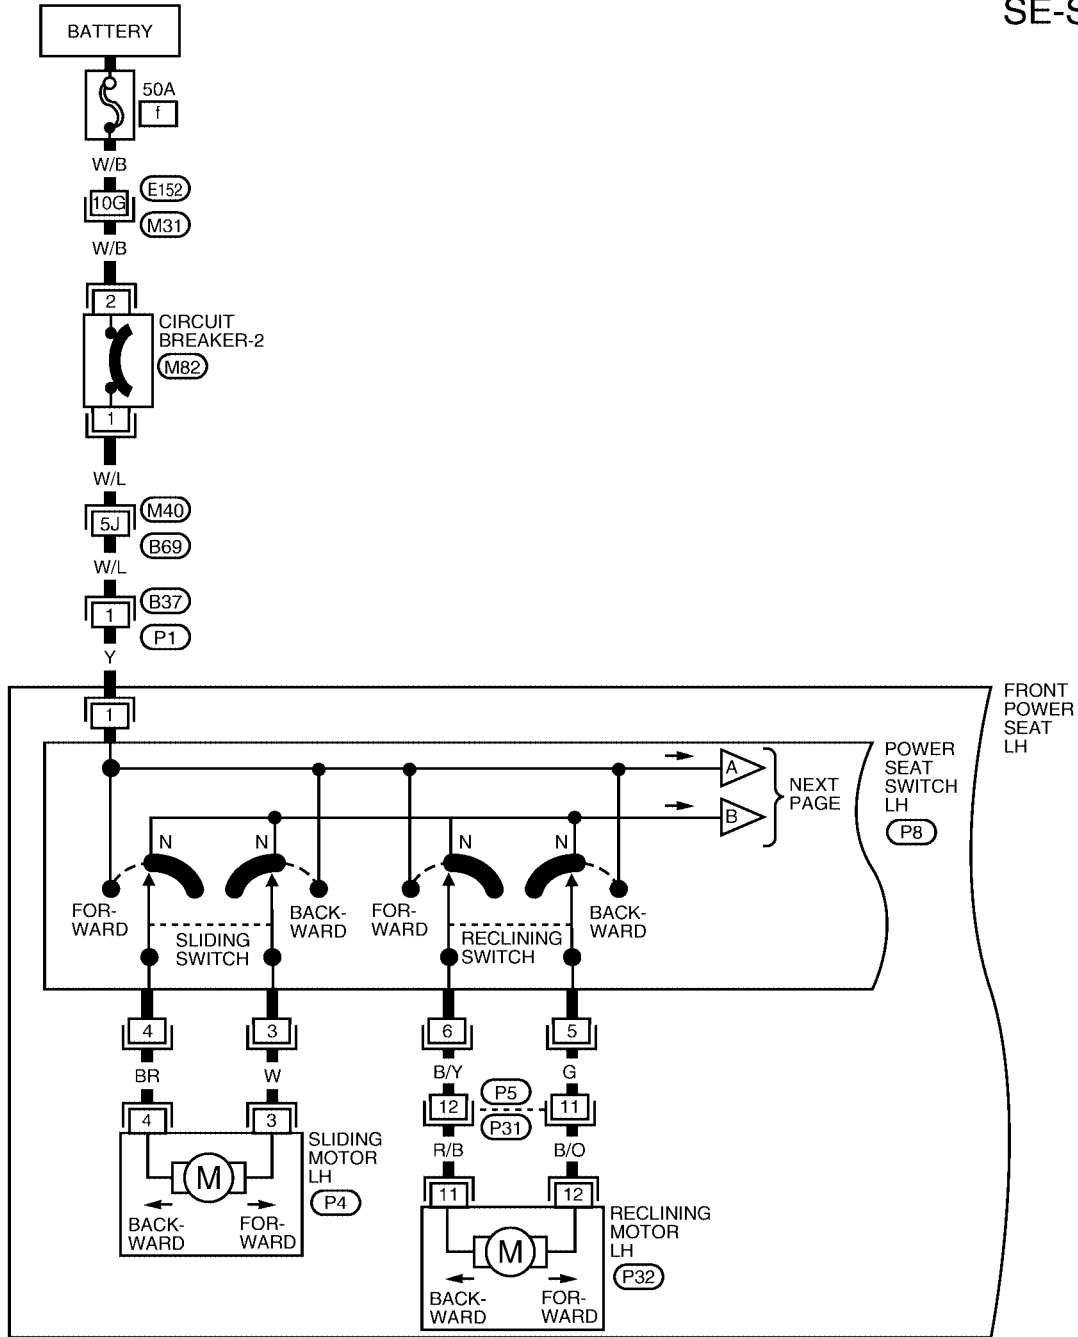 SE-S
BATTERY
50A
f
W/B
10G
E152
M31
W/B
2
CIRCUIT
BREAKER-2
M82
1
W/L
5J
M40
B69
W/L
1
B37
P1
Y
1
FRONT
POWER
SEAT
LH
POWER
SEAT
SWITCH
LH
P8
A
B
NEXT
PAGE
N
N
N
N
FOR-
WARD
BACK-
WARD
SLIDING
SWITCH
FOR-
WARD
BACK-
WARD
RECLINING
SWITCH
4
3
6
5
BR
W
B/Y
G
4
3
12
11
P5
P31
R/B
B/O
SLIDING
MOTOR
LH
P4
M
BACK-
WARD
FOR-
WARD
11
12
RECLINING
MOTOR
LH
P32
M
BACK-
WARD
FOR-
WARD